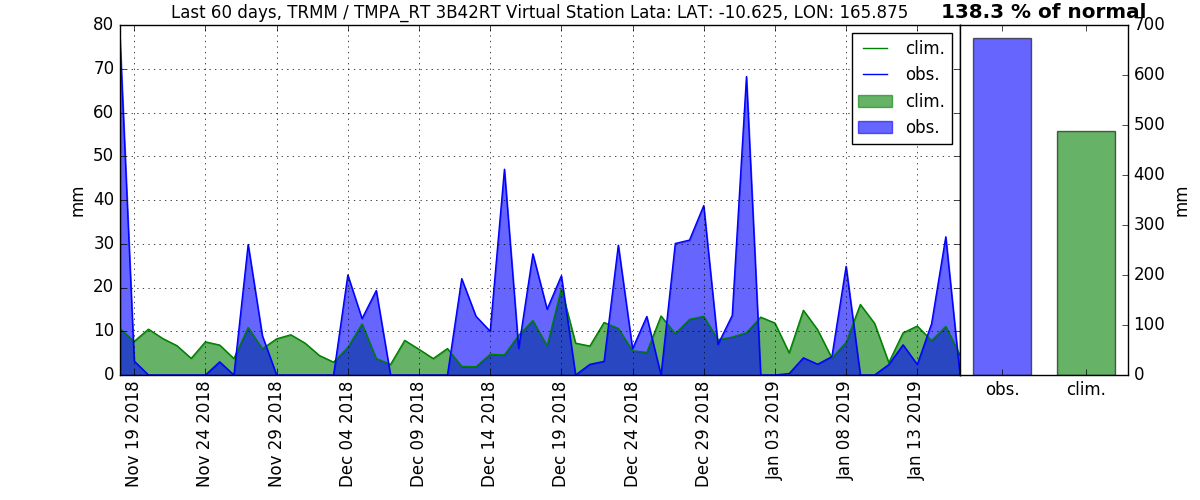 Last 60 days, TRMM / TMPA_RT 3B42RT Virtual Station Lata: LAT: -10.625, LON: 165.875
138.3 % of normal
80
70
60
50
40
30
20
10
0
mm
clim.
obs.
clim.
obs.
Nov 19 2018
Nov 24 2018
Nov 29 2018
Dec 04 2018
Dec 09 2018
Dec 14 2018
Dec 19 2018
Dec 24 2018
Dec 29 2018
Jan 03 2019
Jan 08 2019
Jan 13 2019
700
600
500
400
300
200
100
0
mm
obs.
clim.